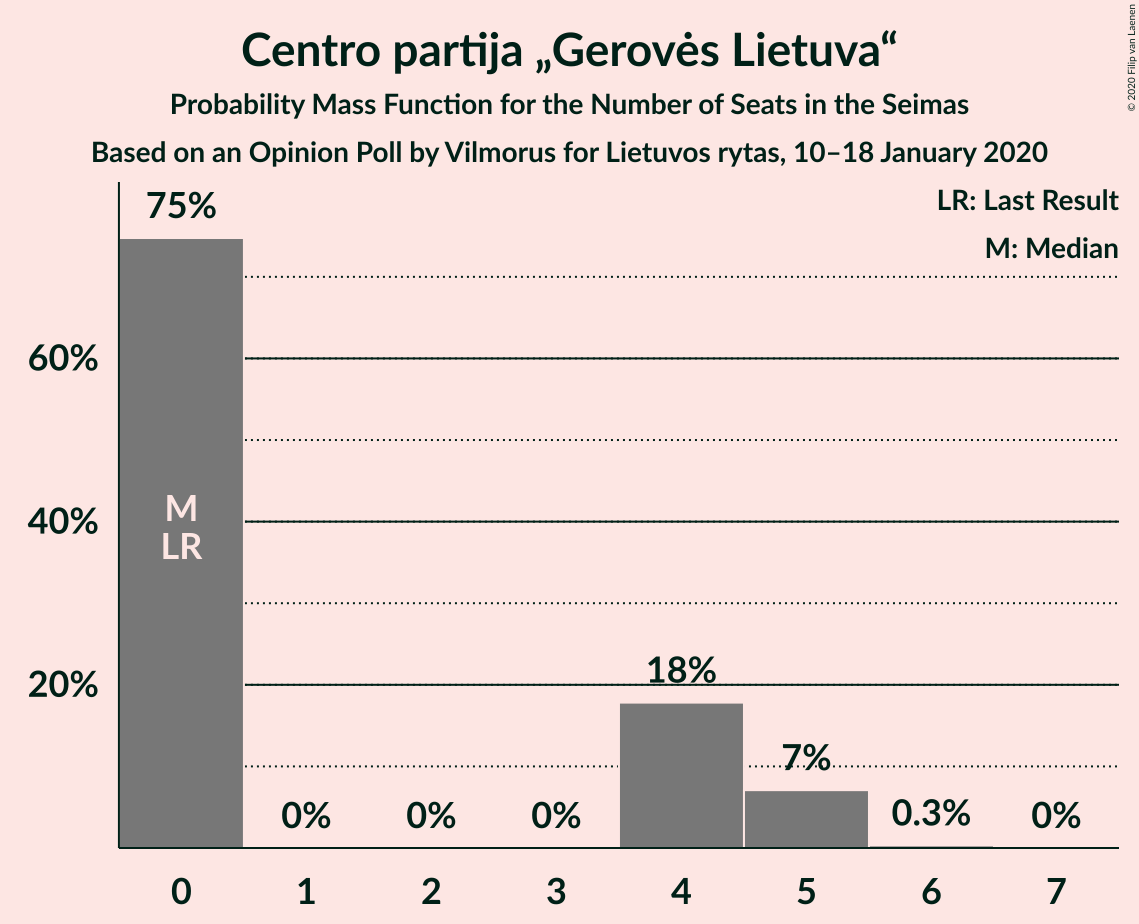 Centro partija „Gerovės Lietuva“
Probability Mass Function for the Number of Seats in the Seimas
Based on an Opinion Poll by Vilmorus for Lietuvos rytas, 10–18 January 2020
© 2020 Filip van Laenen
LR: Last Result
M: Median
75%
60%
40%
20%
M
LR
0%
0%
0%
18%
7%
0.3%
0%
0
1
2
3
4
5
6
7